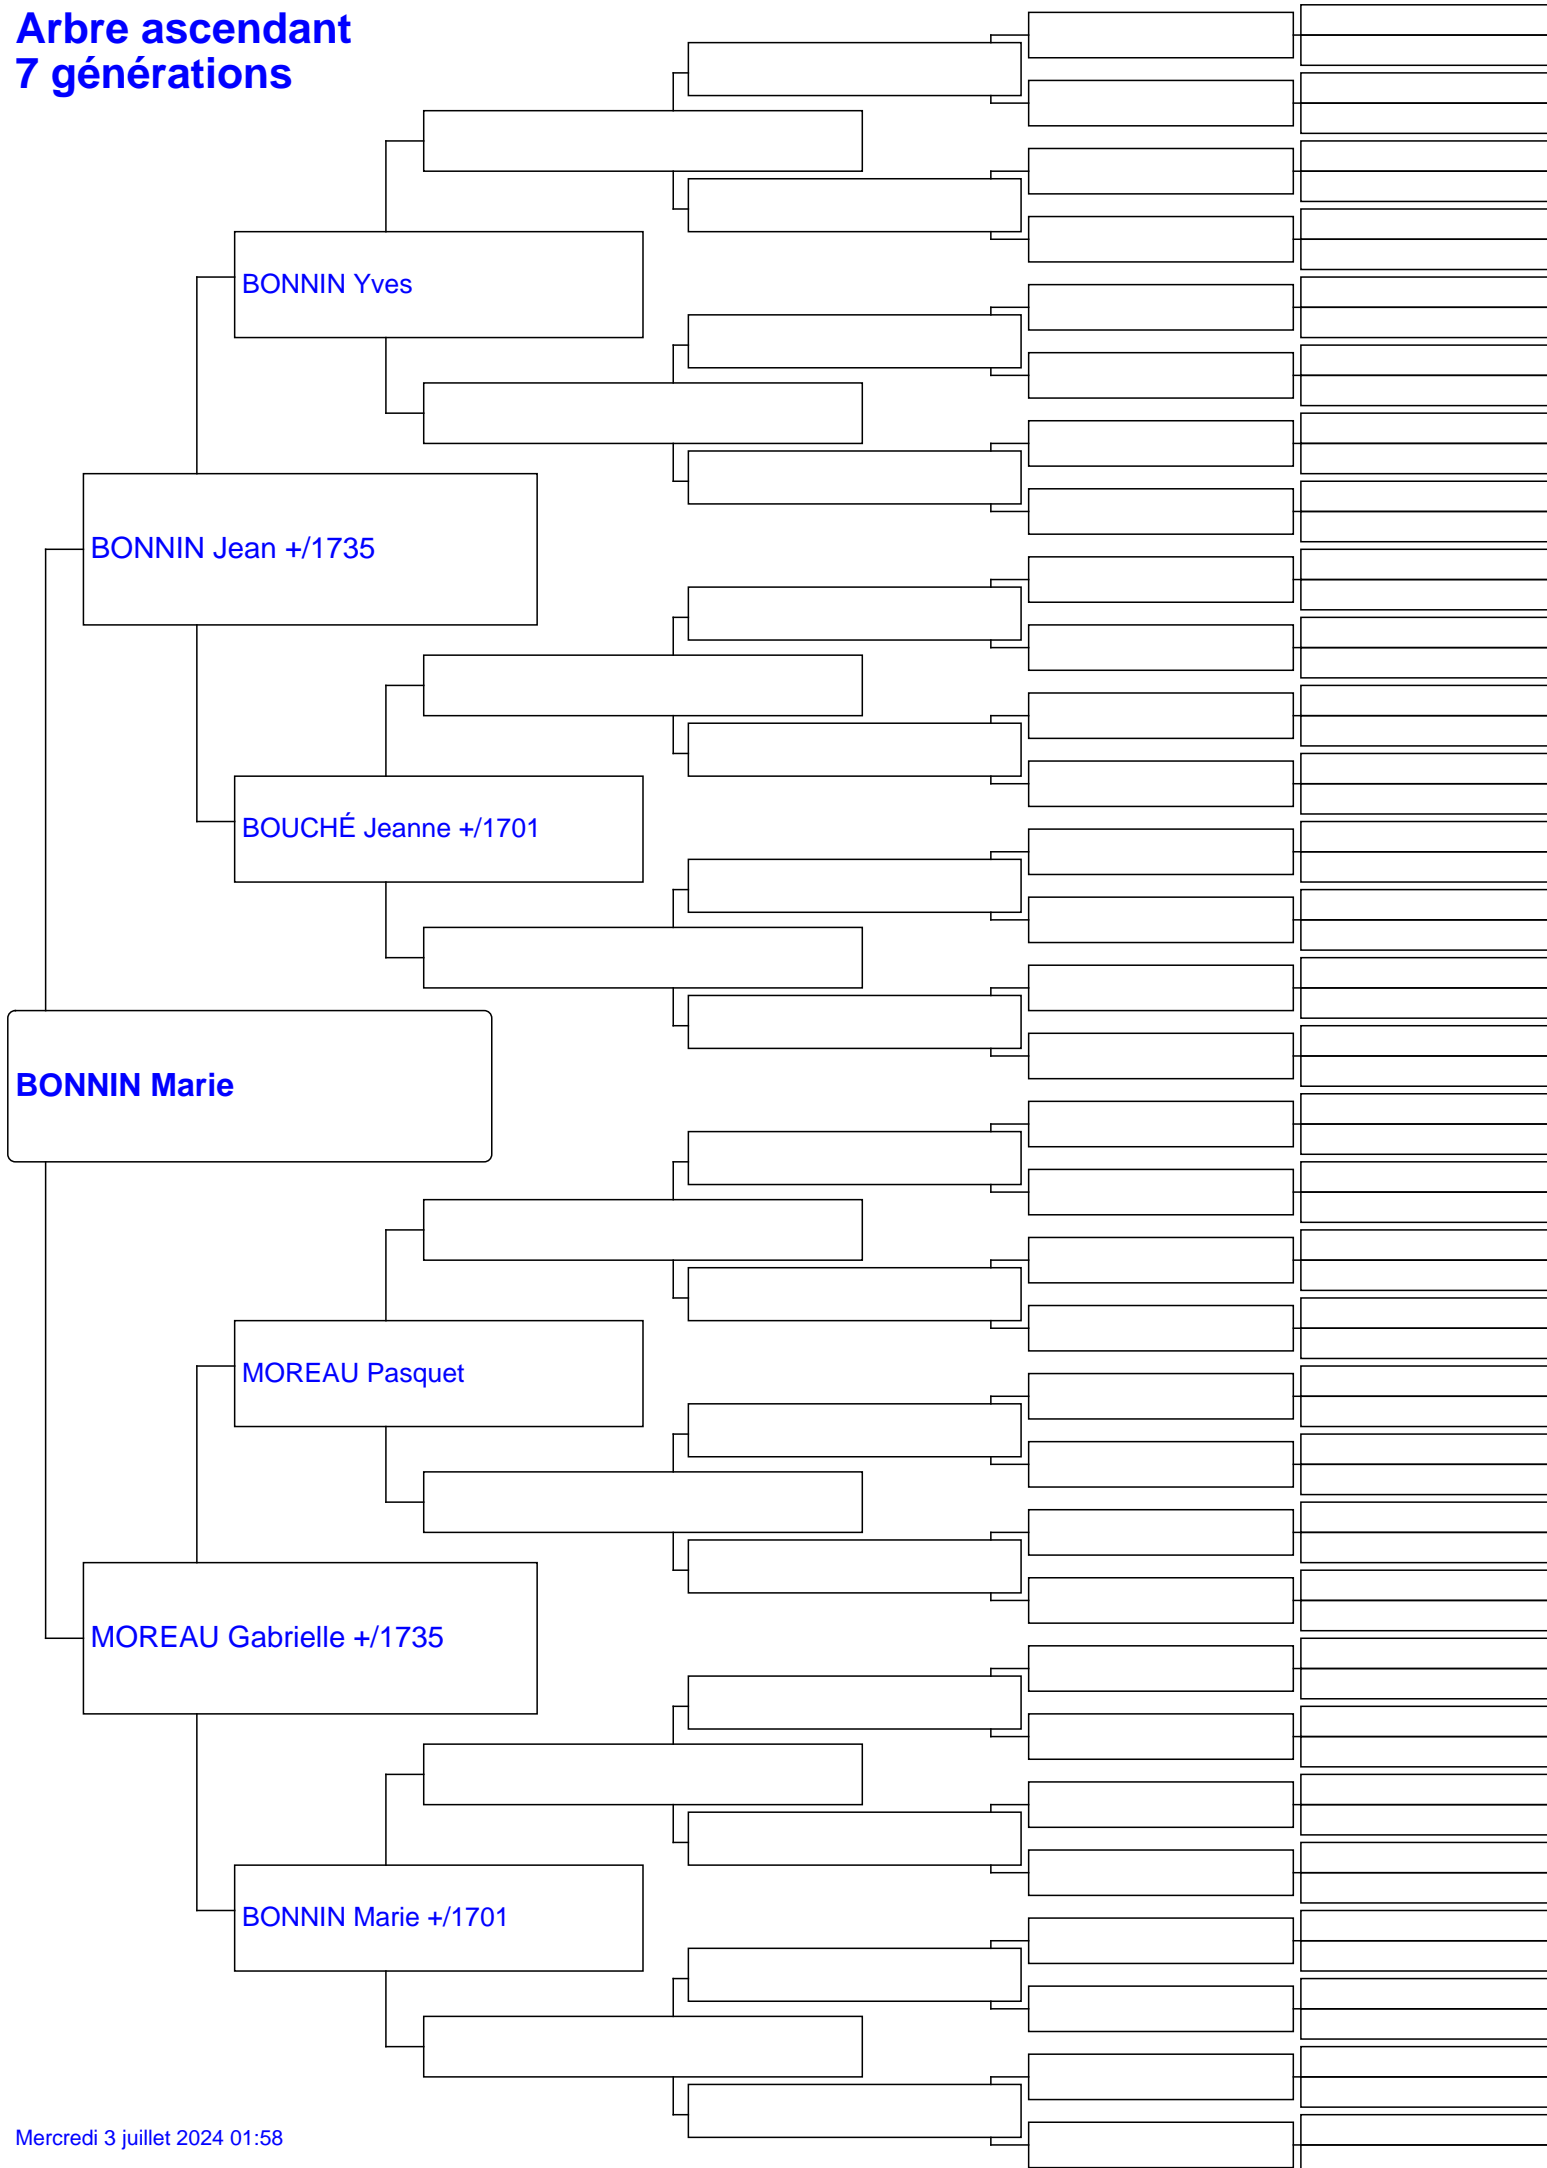 Arbre ascendant
7 générations
BONNIN Yves
BONNIN Jean +/1735
BOUCHÉ Jeanne +/1701
BONNIN Marie
MOREAU Pasquet
MOREAU Gabrielle +/1735
BONNIN Marie +/1701
Mercredi 3 juillet 2024 01:58